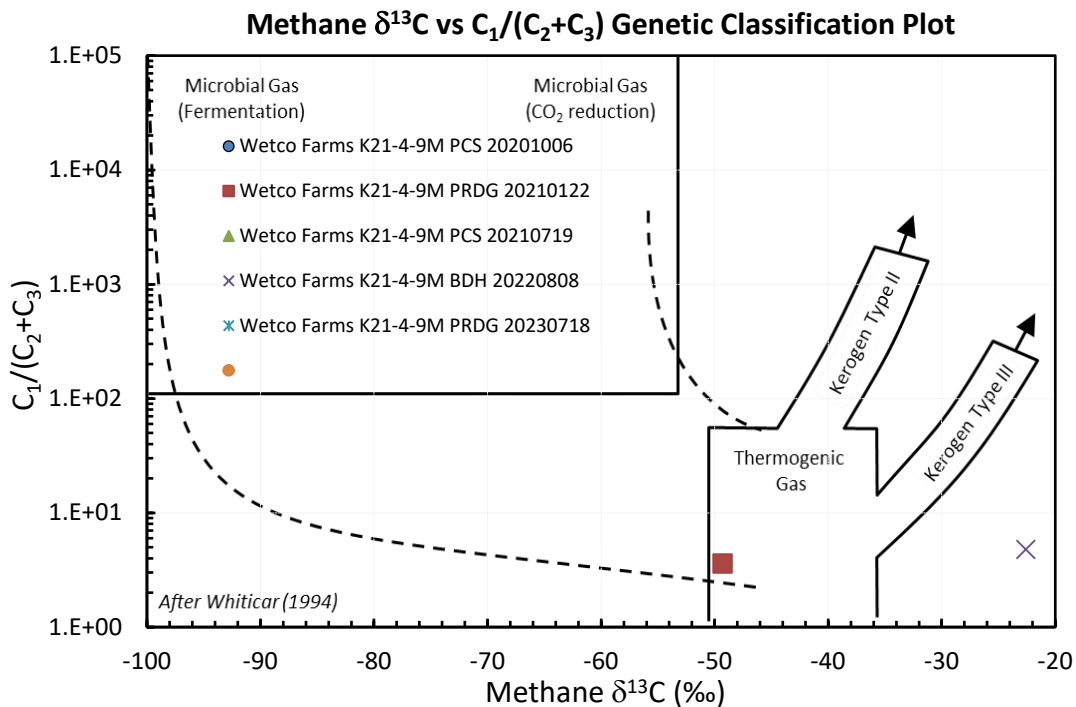 Methane δ¹³C vs C₁/(C₂+C₃) Genetic Classification Plot
1.E+05
1.E+04
1.E+03
1.E+02
1.E+01
1.E+00
C₁/(C₂+C₃)
Microbial Gas
(Fermentation)
Microbial Gas
(CO₂ reduction)
Wetco Farms K21-4-9M PCS 20201006
Wetco Farms K21-4-9M PRDG 20210122
Wetco Farms K21-4-9M PCS 20210719
Wetco Farms K21-4-9M BDH 20220808
Wetco Farms K21-4-9M PRDG 20230718
Kerogen Type II
Kerogen Type III
Thermogenic
Gas
After Whiticar (1994)
-100 -90 -80 -70 -60 -50 -40 -30 -20
Methane δ¹³C (‰)